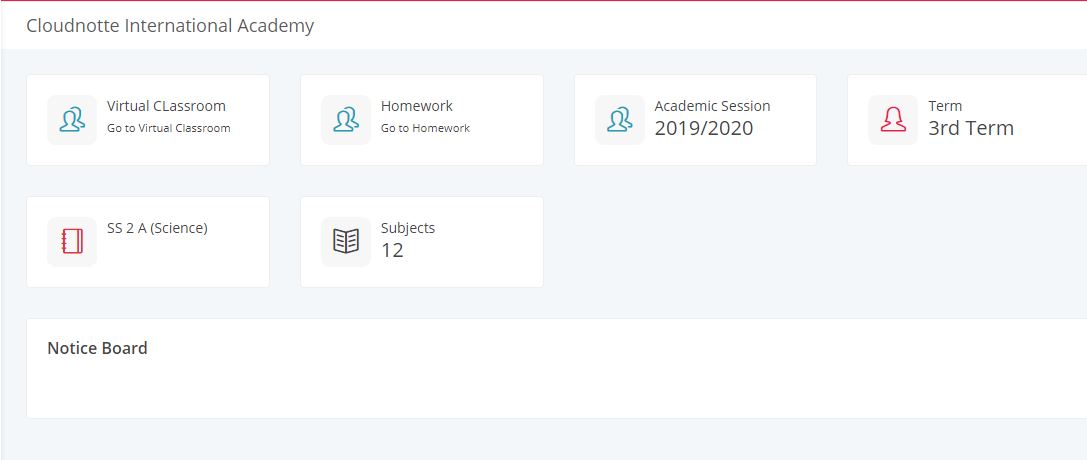 Cloudnotte International Academy
Virtual CLassroom
Go to Virtual Classroom
Homework
Go to Homework
Academic Session
2019/2020
Term
3rd Term
SS 2 A (Science)
Subjects
12
Notice Board